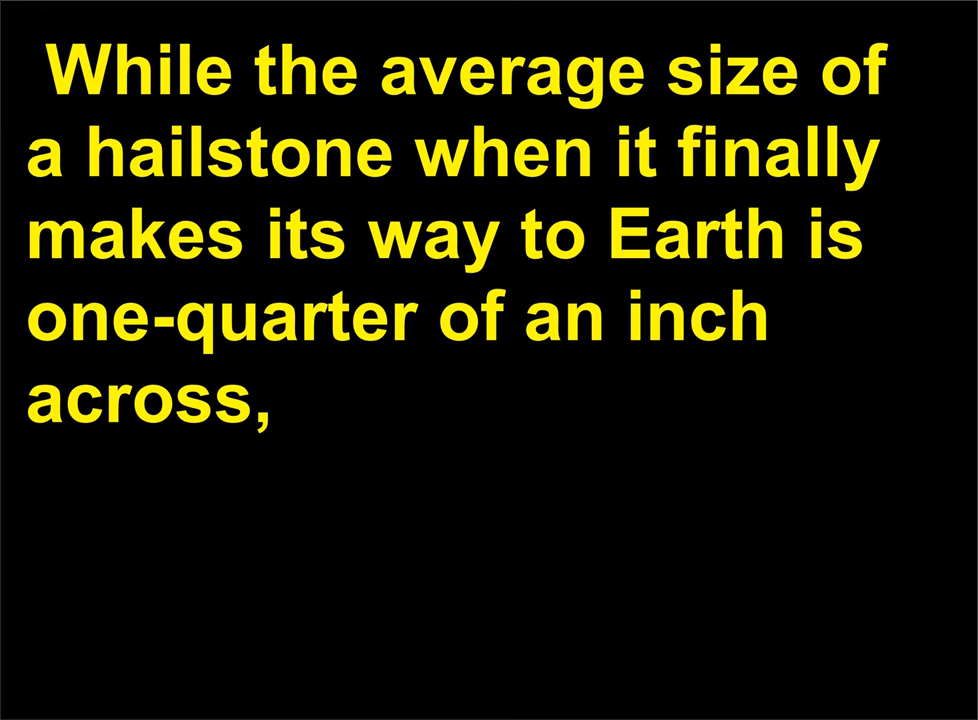 While the average size of
a hailstone when it finally
makes its way to Earth is
one-quarter of an inch
across,